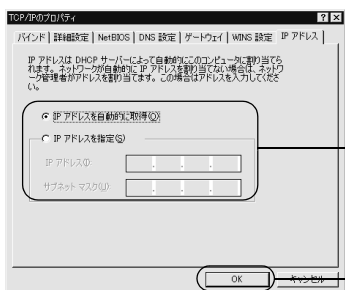 TCP/IPのプロパティ
バインド 詳細設定 NetBIOS DNS 設定 ゲートウェイ WINS 設定 IP アドレス
IP アドレスは DHCP サーバーによって自動的にこのコンピュータに割り当てら
れます。ネットワークが自動的に IP アドレスを割り当てない場合は、ネットワ
ーク管理者がアドレスを割り当てます。この場合はアドレスを入力してくださ
い。
IP アドレスを自動的に取得(O)
IP アドレスを指定(S)
IP アドレス(I):
サブネット マスク(U):
OK
キャンセル